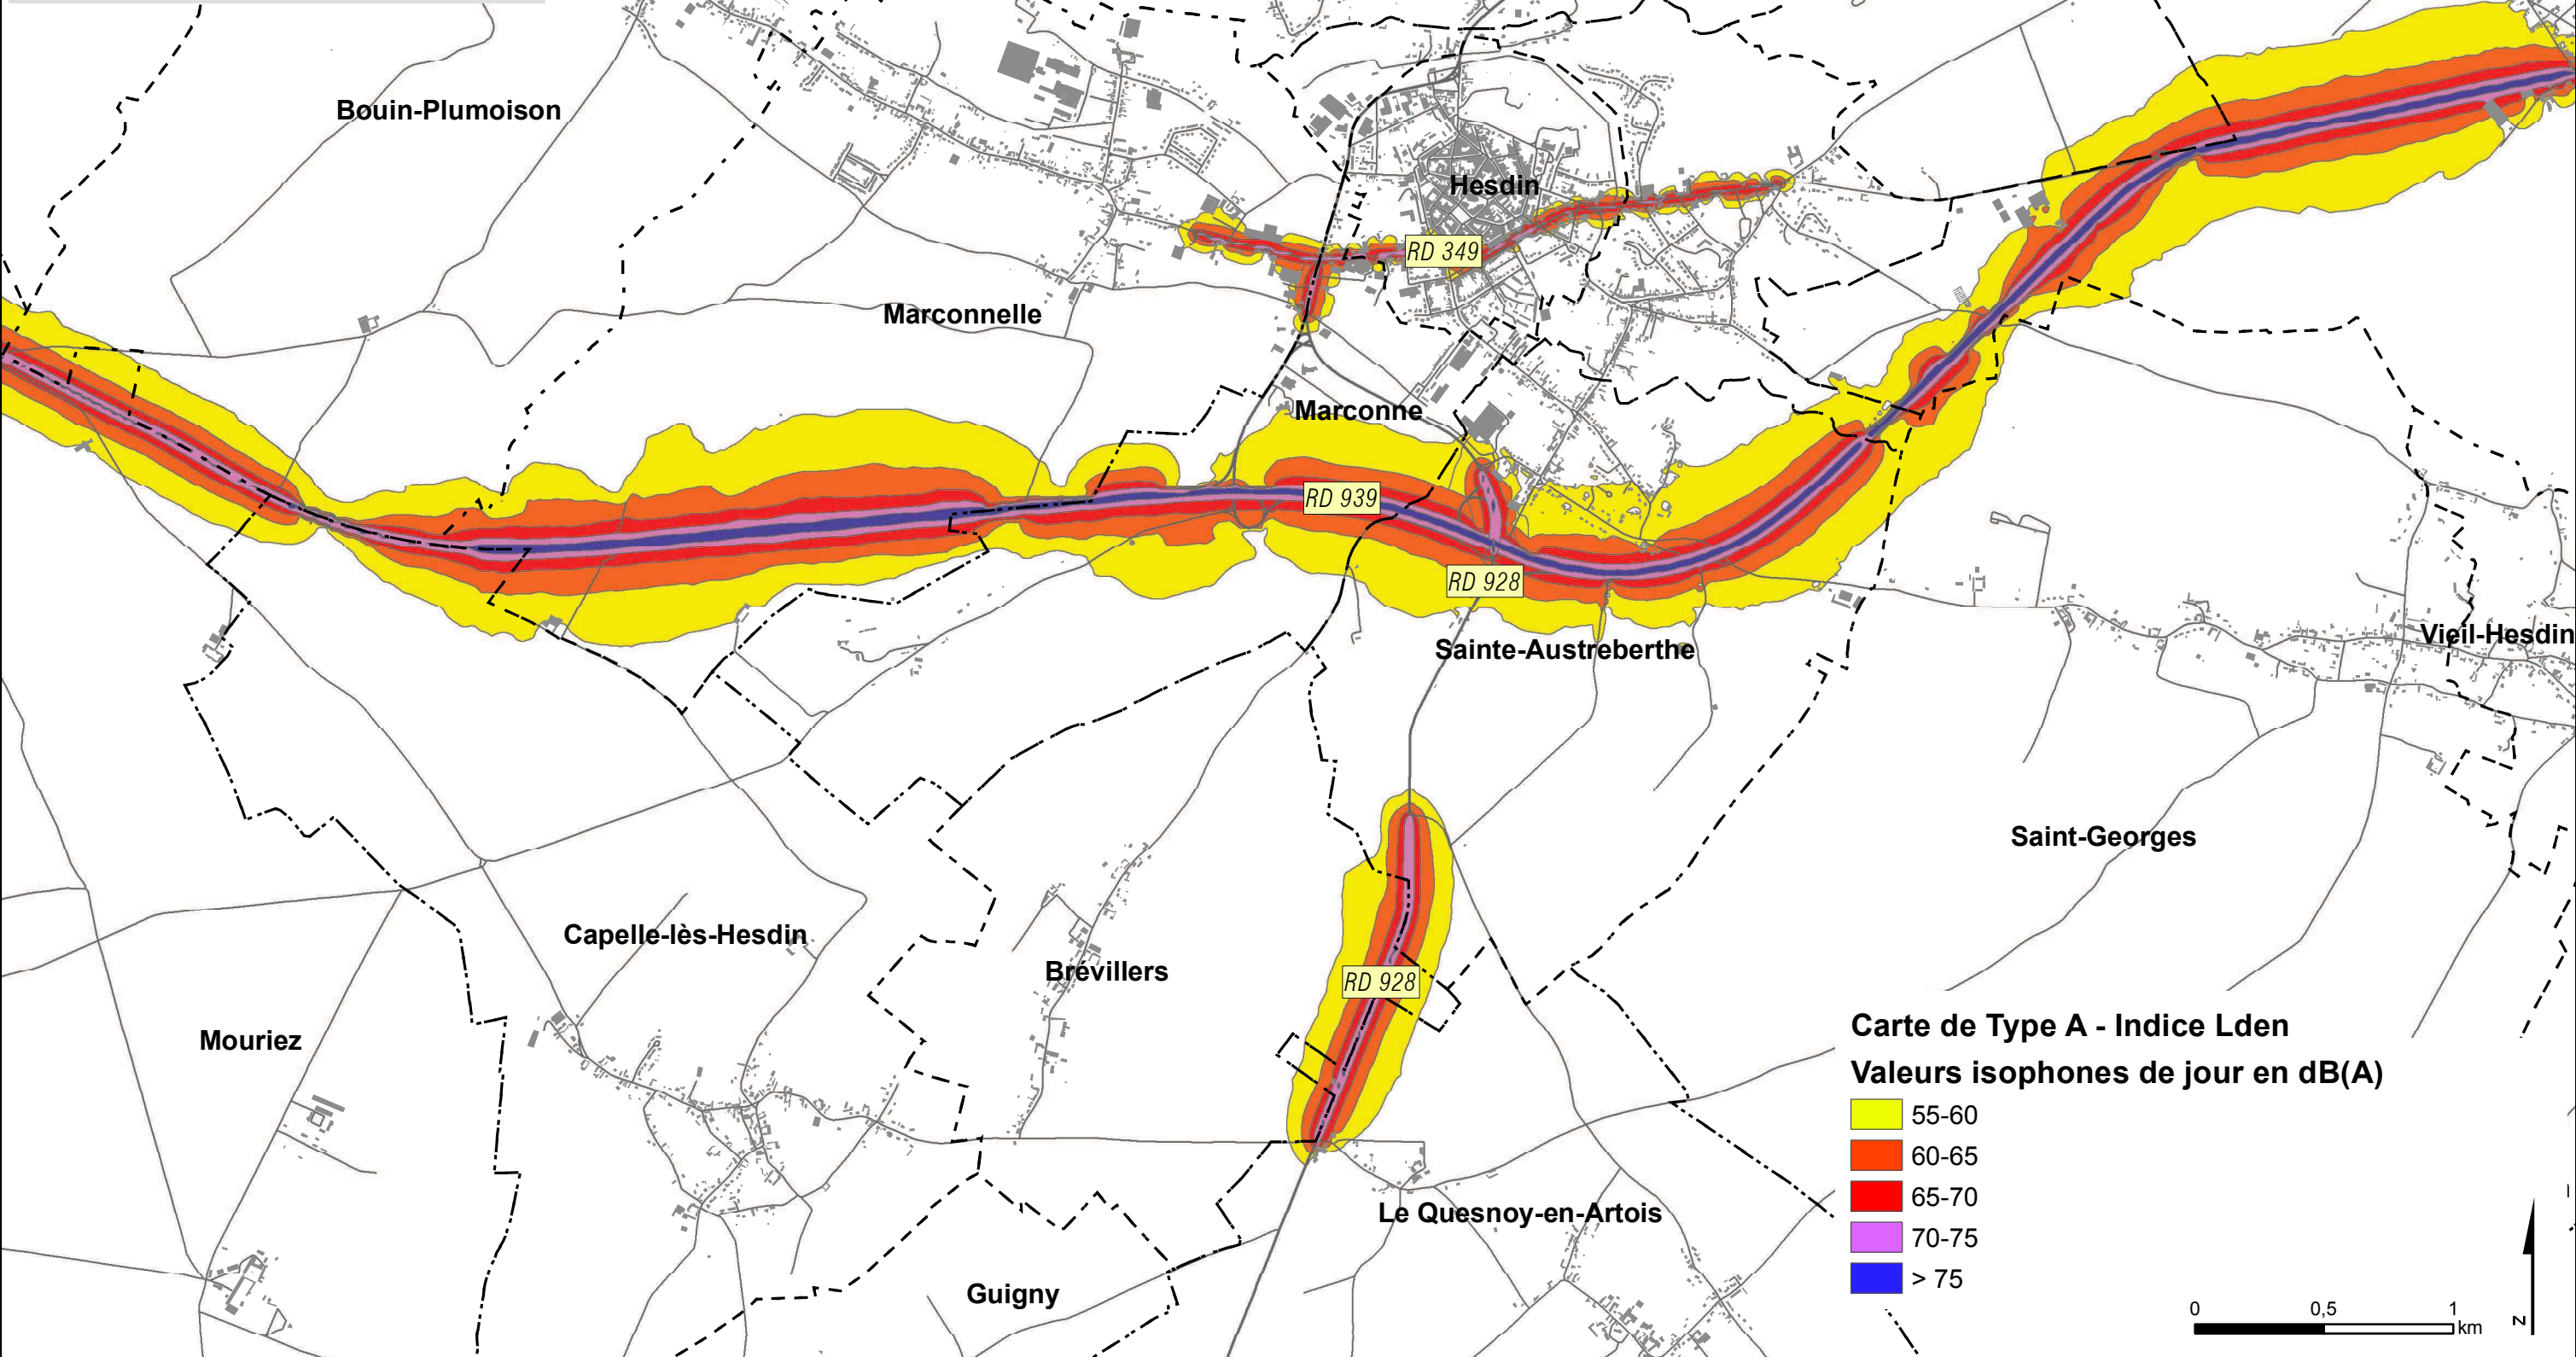 Bouin-Plumoison
Hesdin
RD 349
Marconnelle
Marconne
RD 939
RD 928
Sainte-Austreberthe
Vieil-Hesdin
Saint-Georges
Capelle-lès-Hesdin
Brévillers
RD 928
Mouriez
Le Quesnoy-en-Artois
Guigny
Carte de Type A - Indice Lden
Valeurs isophones de jour en dB(A)
55-60
60-65
65-70
70-75
> 75
0 0,5 1
km
N